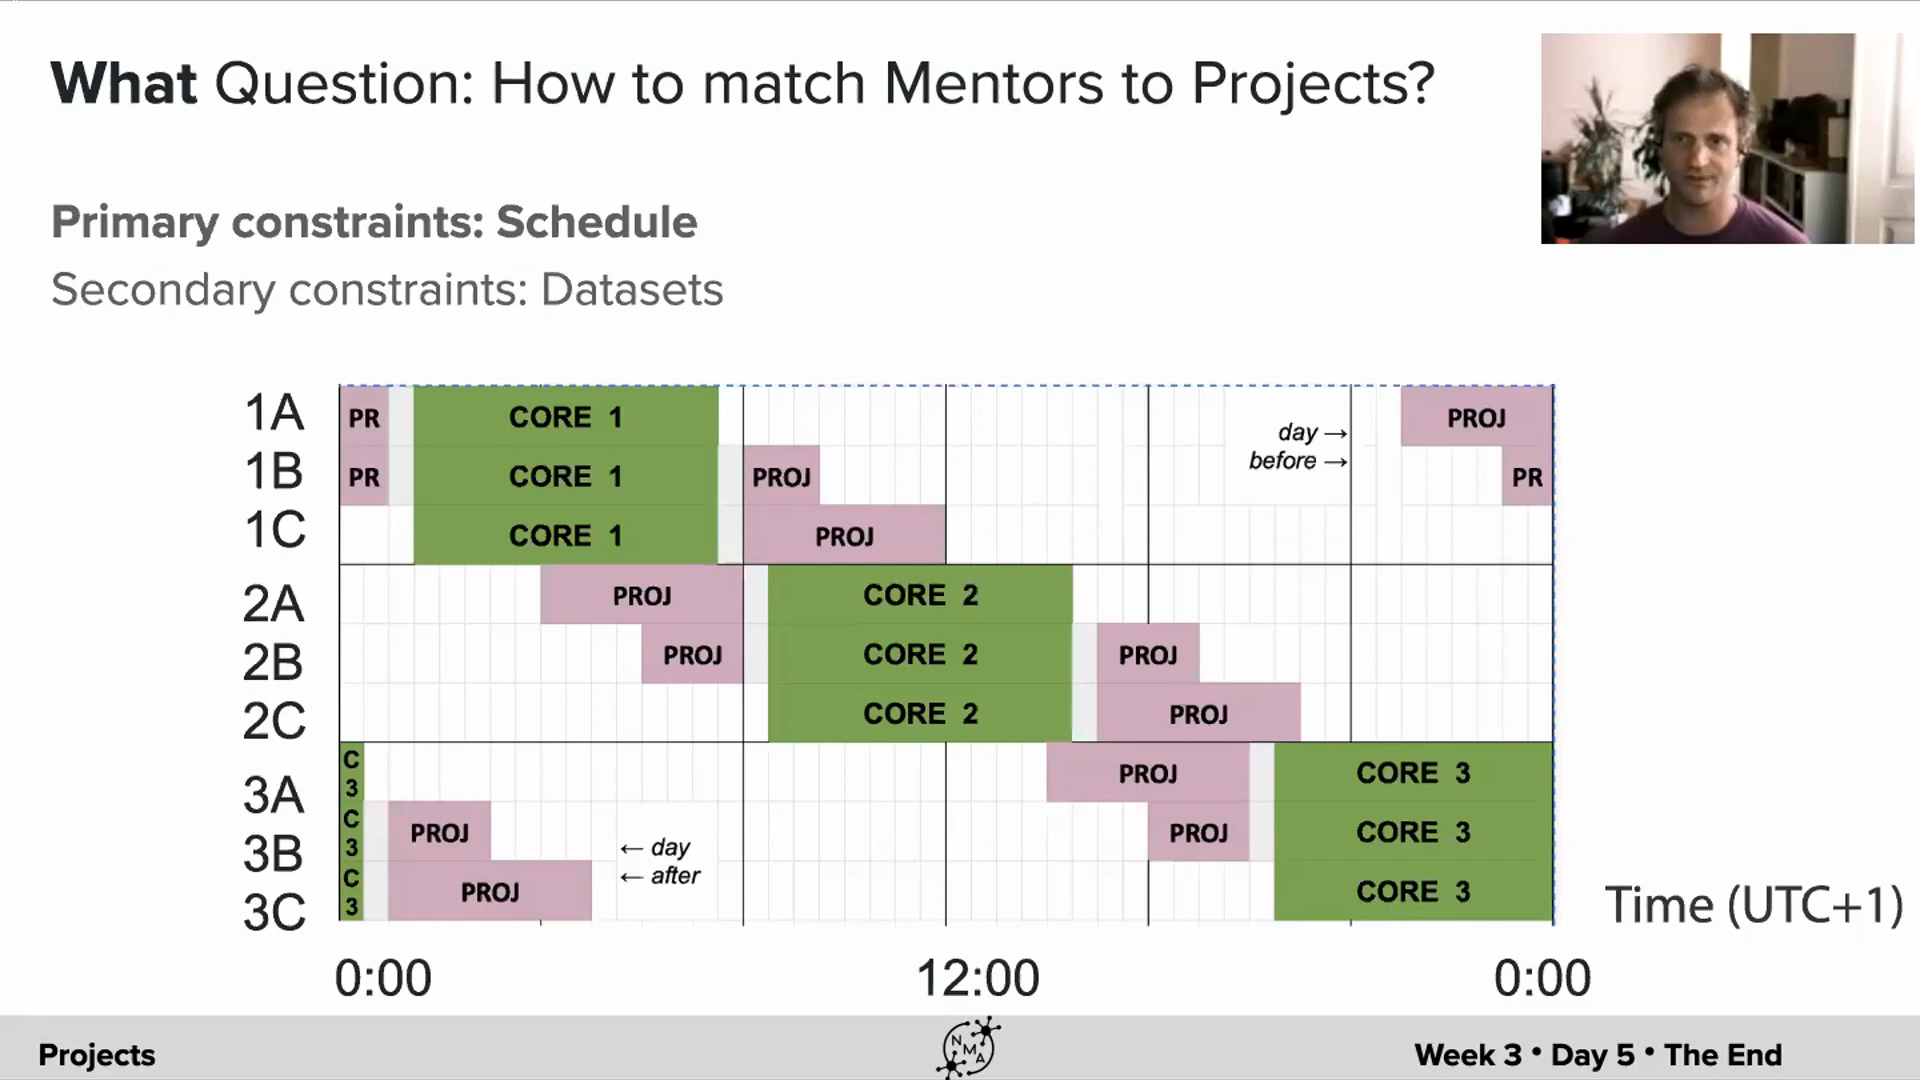 What Question: How to match Mentors to Projects?
Primary constraints: Schedule
Secondary constraints: Datasets
1A PR CORE 1 PROJ
day →
before →
1B PR CORE 1 PROJ PR
1C CORE 1 PROJ
2A PROJ CORE 2
2B PROJ CORE 2 PROJ
2C CORE 2 PROJ
3A C 3 PROJ CORE 3
3B C 3 PROJ PROJ CORE 3
← day
← after
3C C 3 PROJ CORE 3
Time (UTC+1)
0:00 12:00 0:00
Projects
NMA
Week 3 • Day 5 • The End